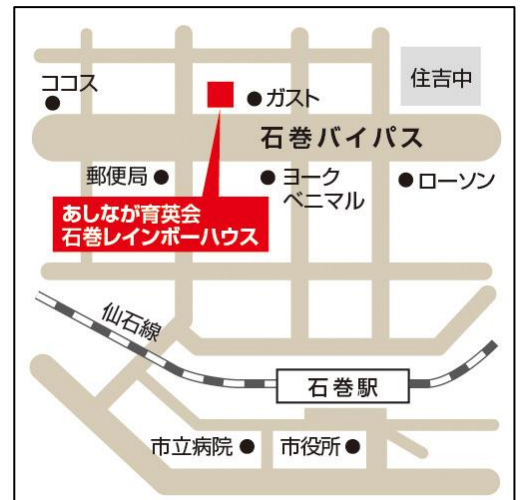 ココス
ガスト
住吉中
石巻バイパス
郵便局
ヨーク
ベニマル
ローソン
あしなが育英会
石巻レインボーハウス
仙石線
石巻駅
市立病院
市役所